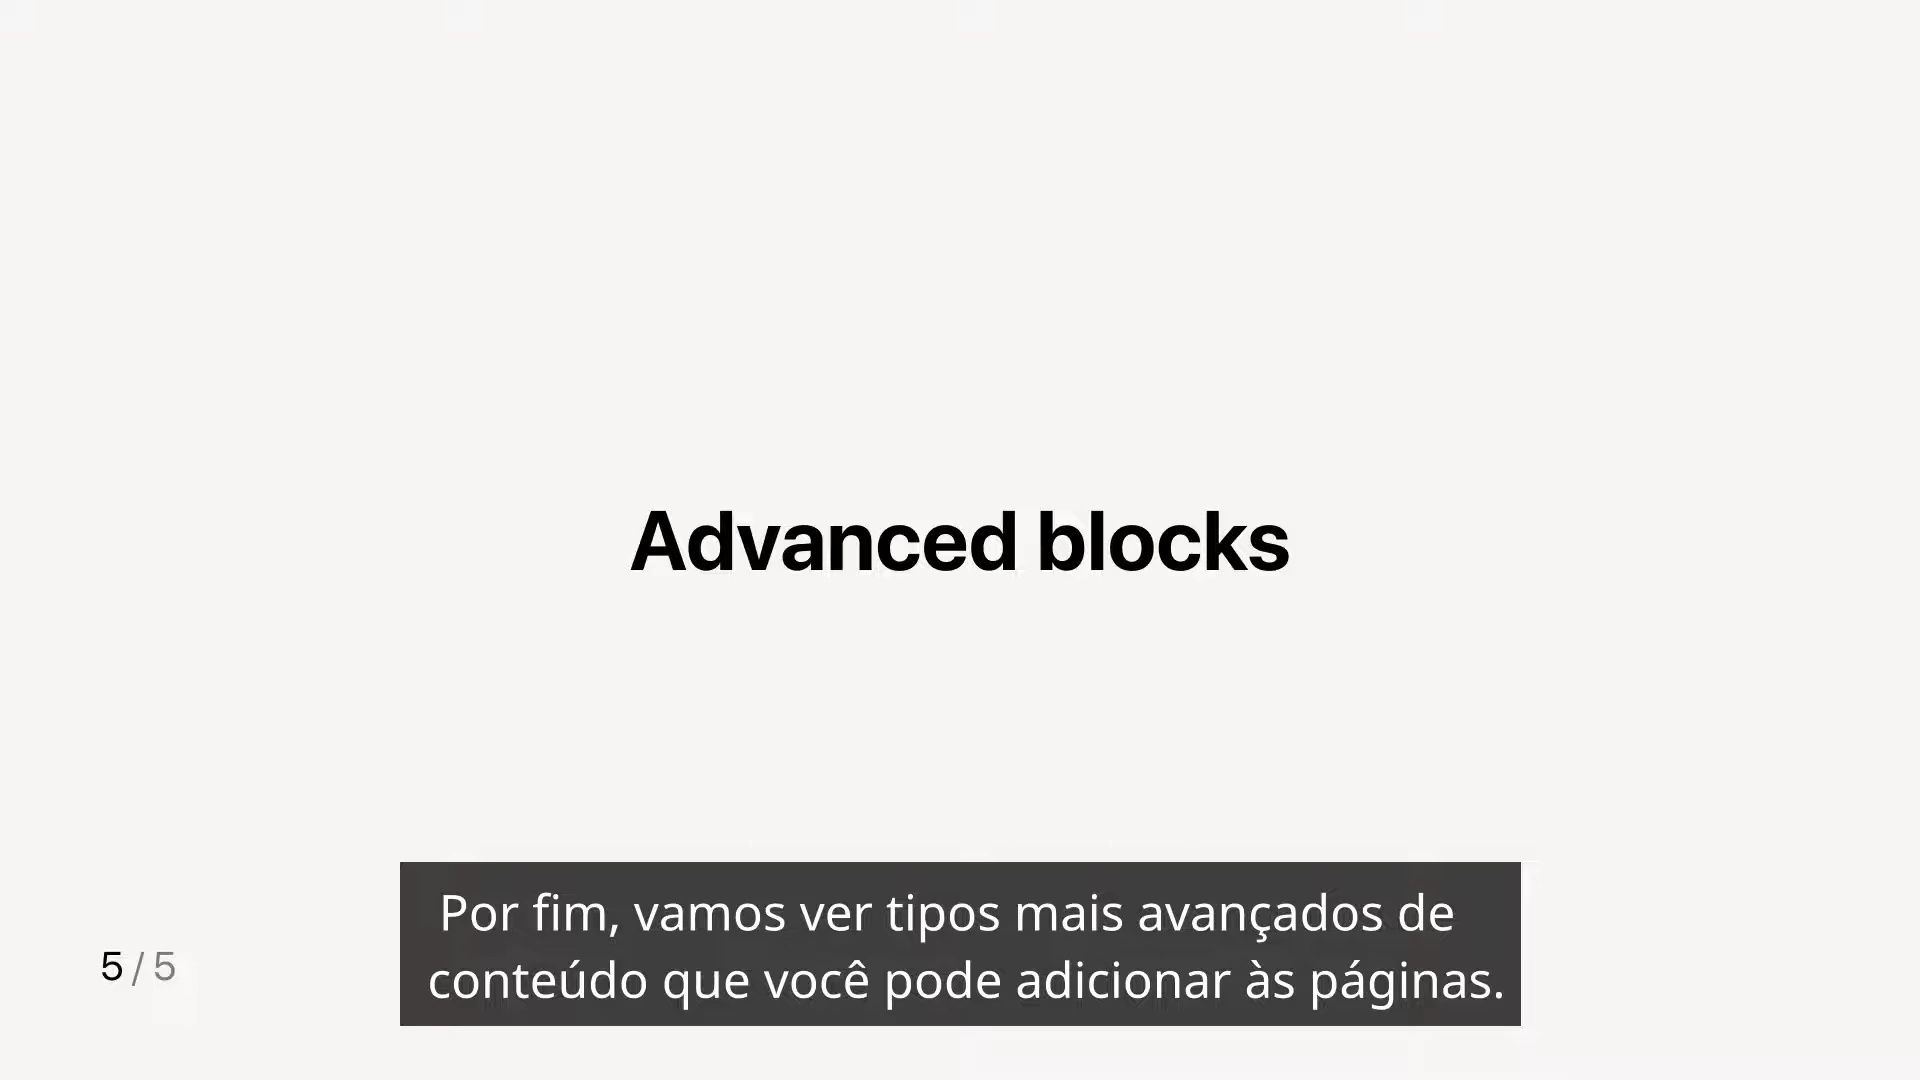 Advanced blocks
Por fim, vamos ver tipos mais avançados de
conteúdo que você pode adicionar às páginas.
5 / 5